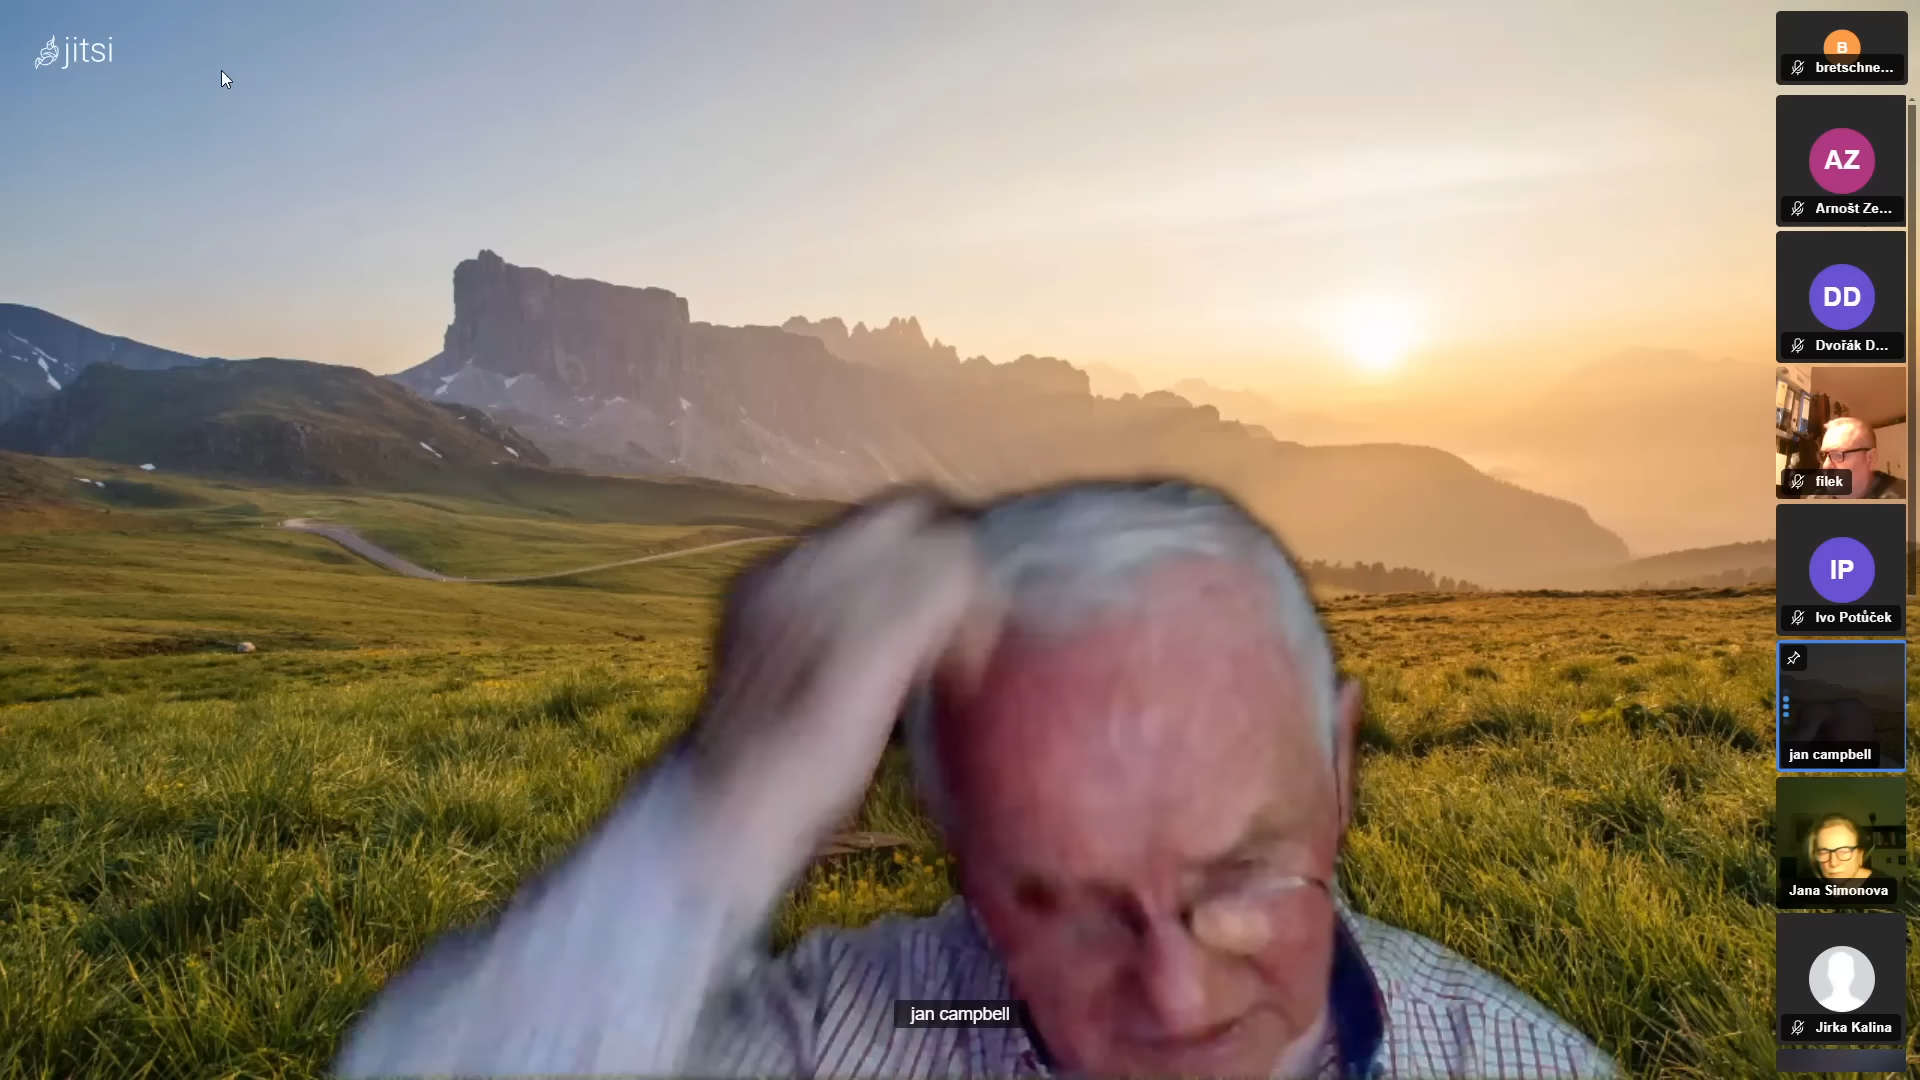 jitsi
B
bretschne...
AZ
Arnošt Ze...
DD
Dvořák D...
filek
IP
Ivo Potůček
jan campbell
Jana Simonova
Jirka Kalina
jan campbell